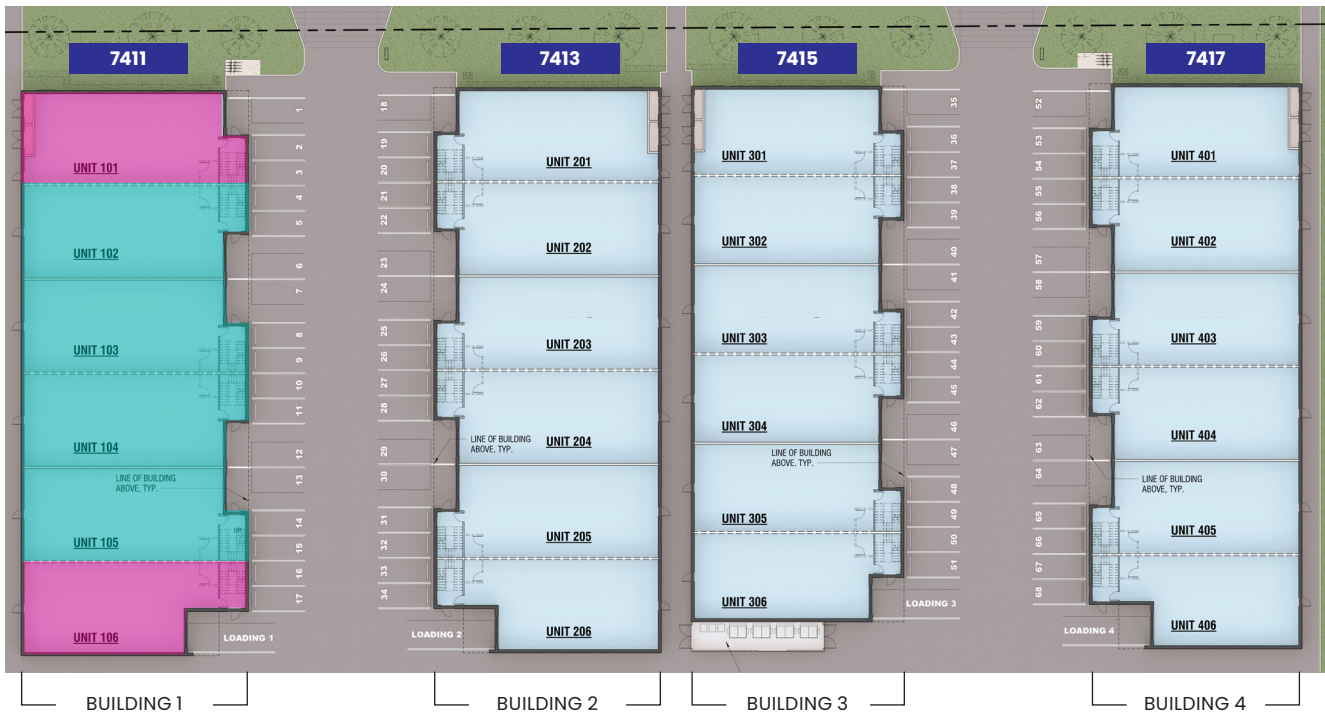 7411
7413
7415
7417
UNIT 101
UNIT 102
UNIT 103
UNIT 104
LINE OF BUILDING
ABOVE, TYP.
UNIT 105
UNIT 106
1
2
3
4
5
6
7
8
9
10
11
12
13
14
15
16
17
LOADING 1
18
19
20
21
22
23
24
25
26
27
28
29
30
31
32
33
34
LOADING 2
UNIT 201
UNIT 202
UNIT 203
LINE OF BUILDING
ABOVE, TYP.
UNIT 204
UNIT 205
UNIT 206
UNIT 301
UNIT 302
UNIT 303
UNIT 304
LINE OF BUILDING
ABOVE, TYP.
UNIT 305
UNIT 306
35
36
37
38
39
40
41
42
43
44
45
46
47
48
49
50
51
LOADING 3
52
53
54
55
56
57
58
59
60
61
62
63
64
65
66
67
68
LOADING 4
UNIT 401
UNIT 402
UNIT 403
UNIT 404
LINE OF BUILDING
ABOVE, TYP.
UNIT 405
UNIT 406
BUILDING 1
BUILDING 2
BUILDING 3
BUILDING 4